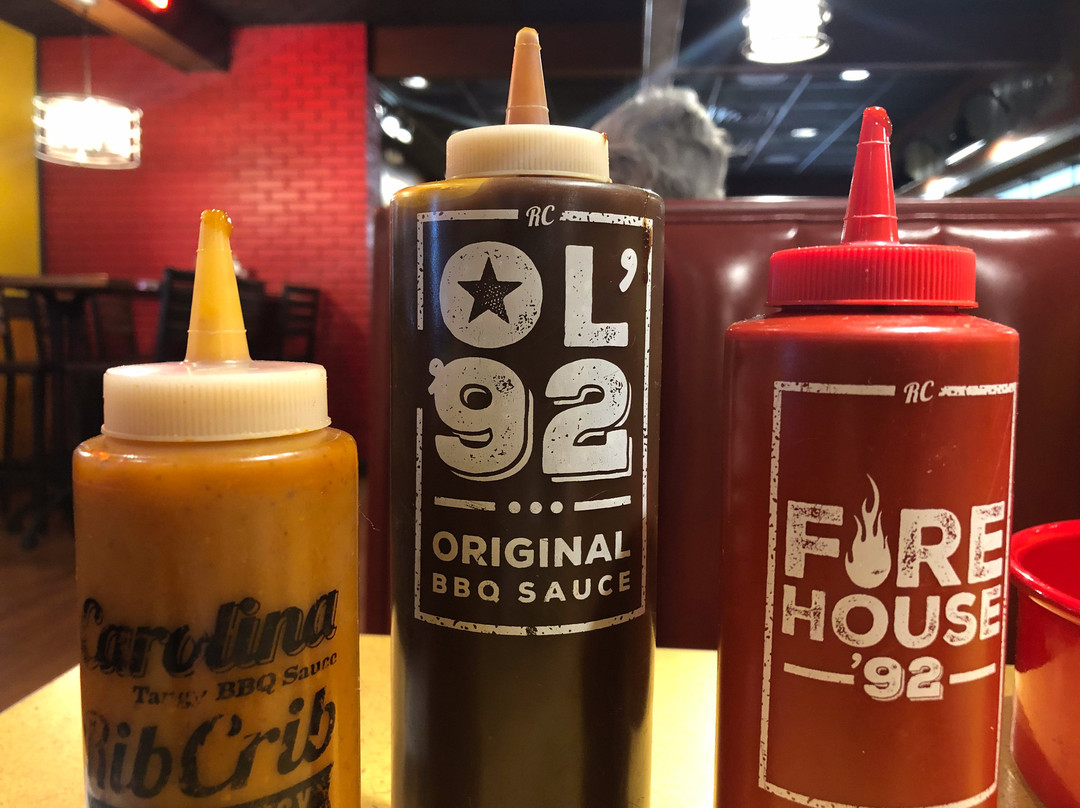 Carolina
Tangy BBQ Sauce
RibCrib
RC
OL'
'92
ORIGINAL
BBQ SAUCE
RC
FIRE
HOUSE
'92